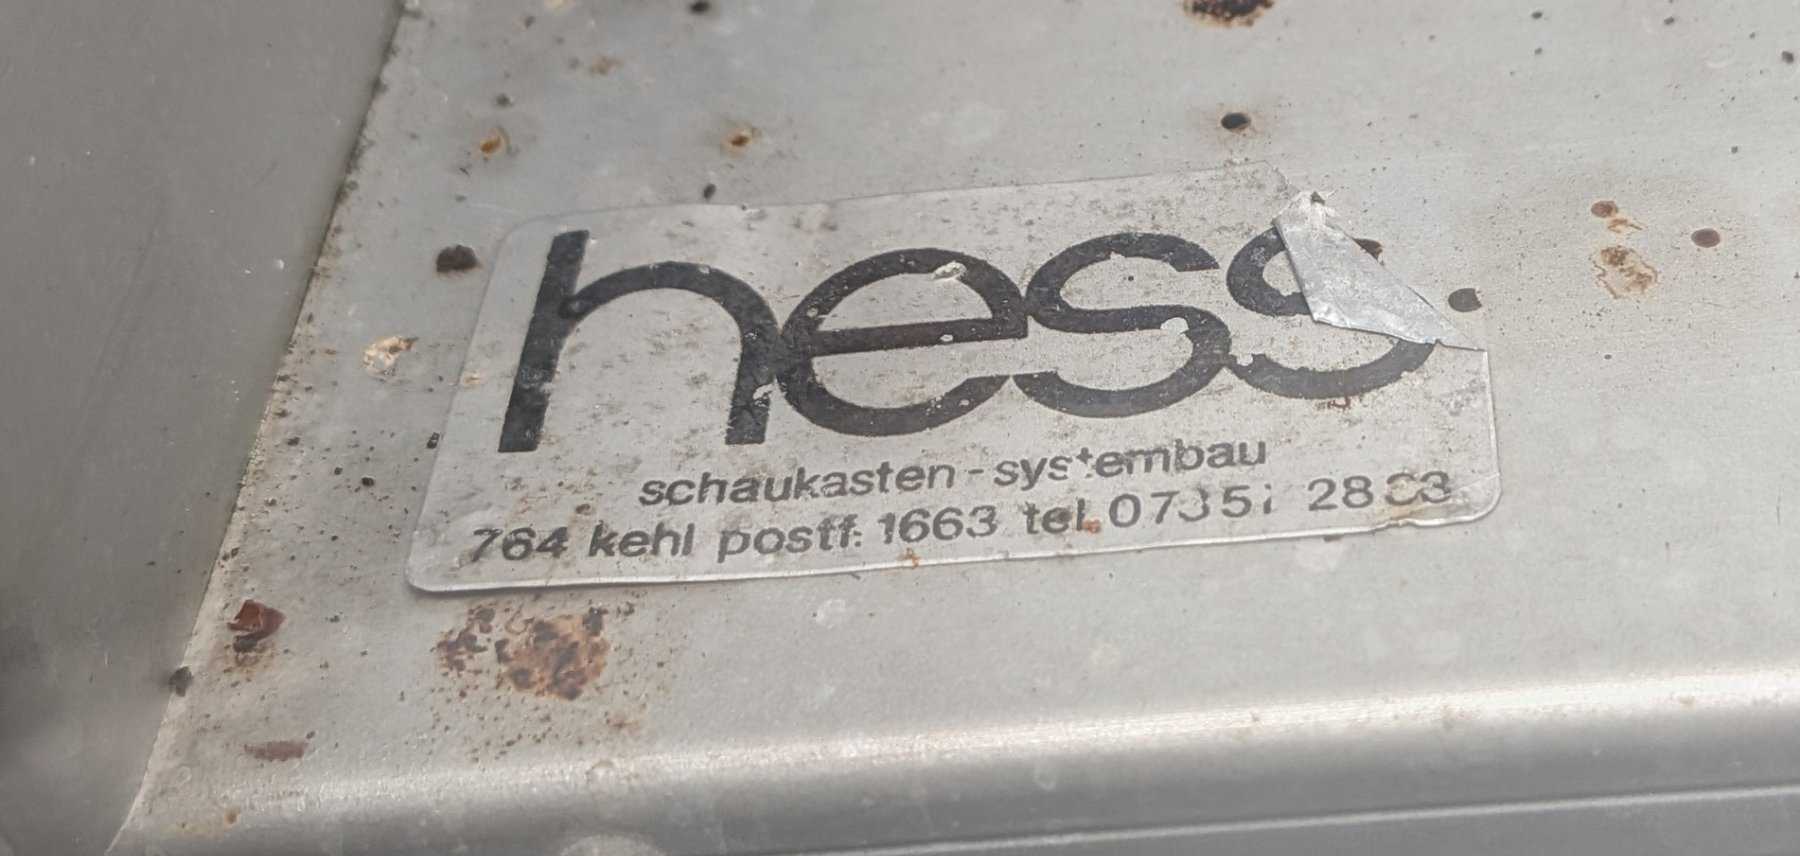 hess
schaukasten-systembau
764 kehl postf. 1663 tel.